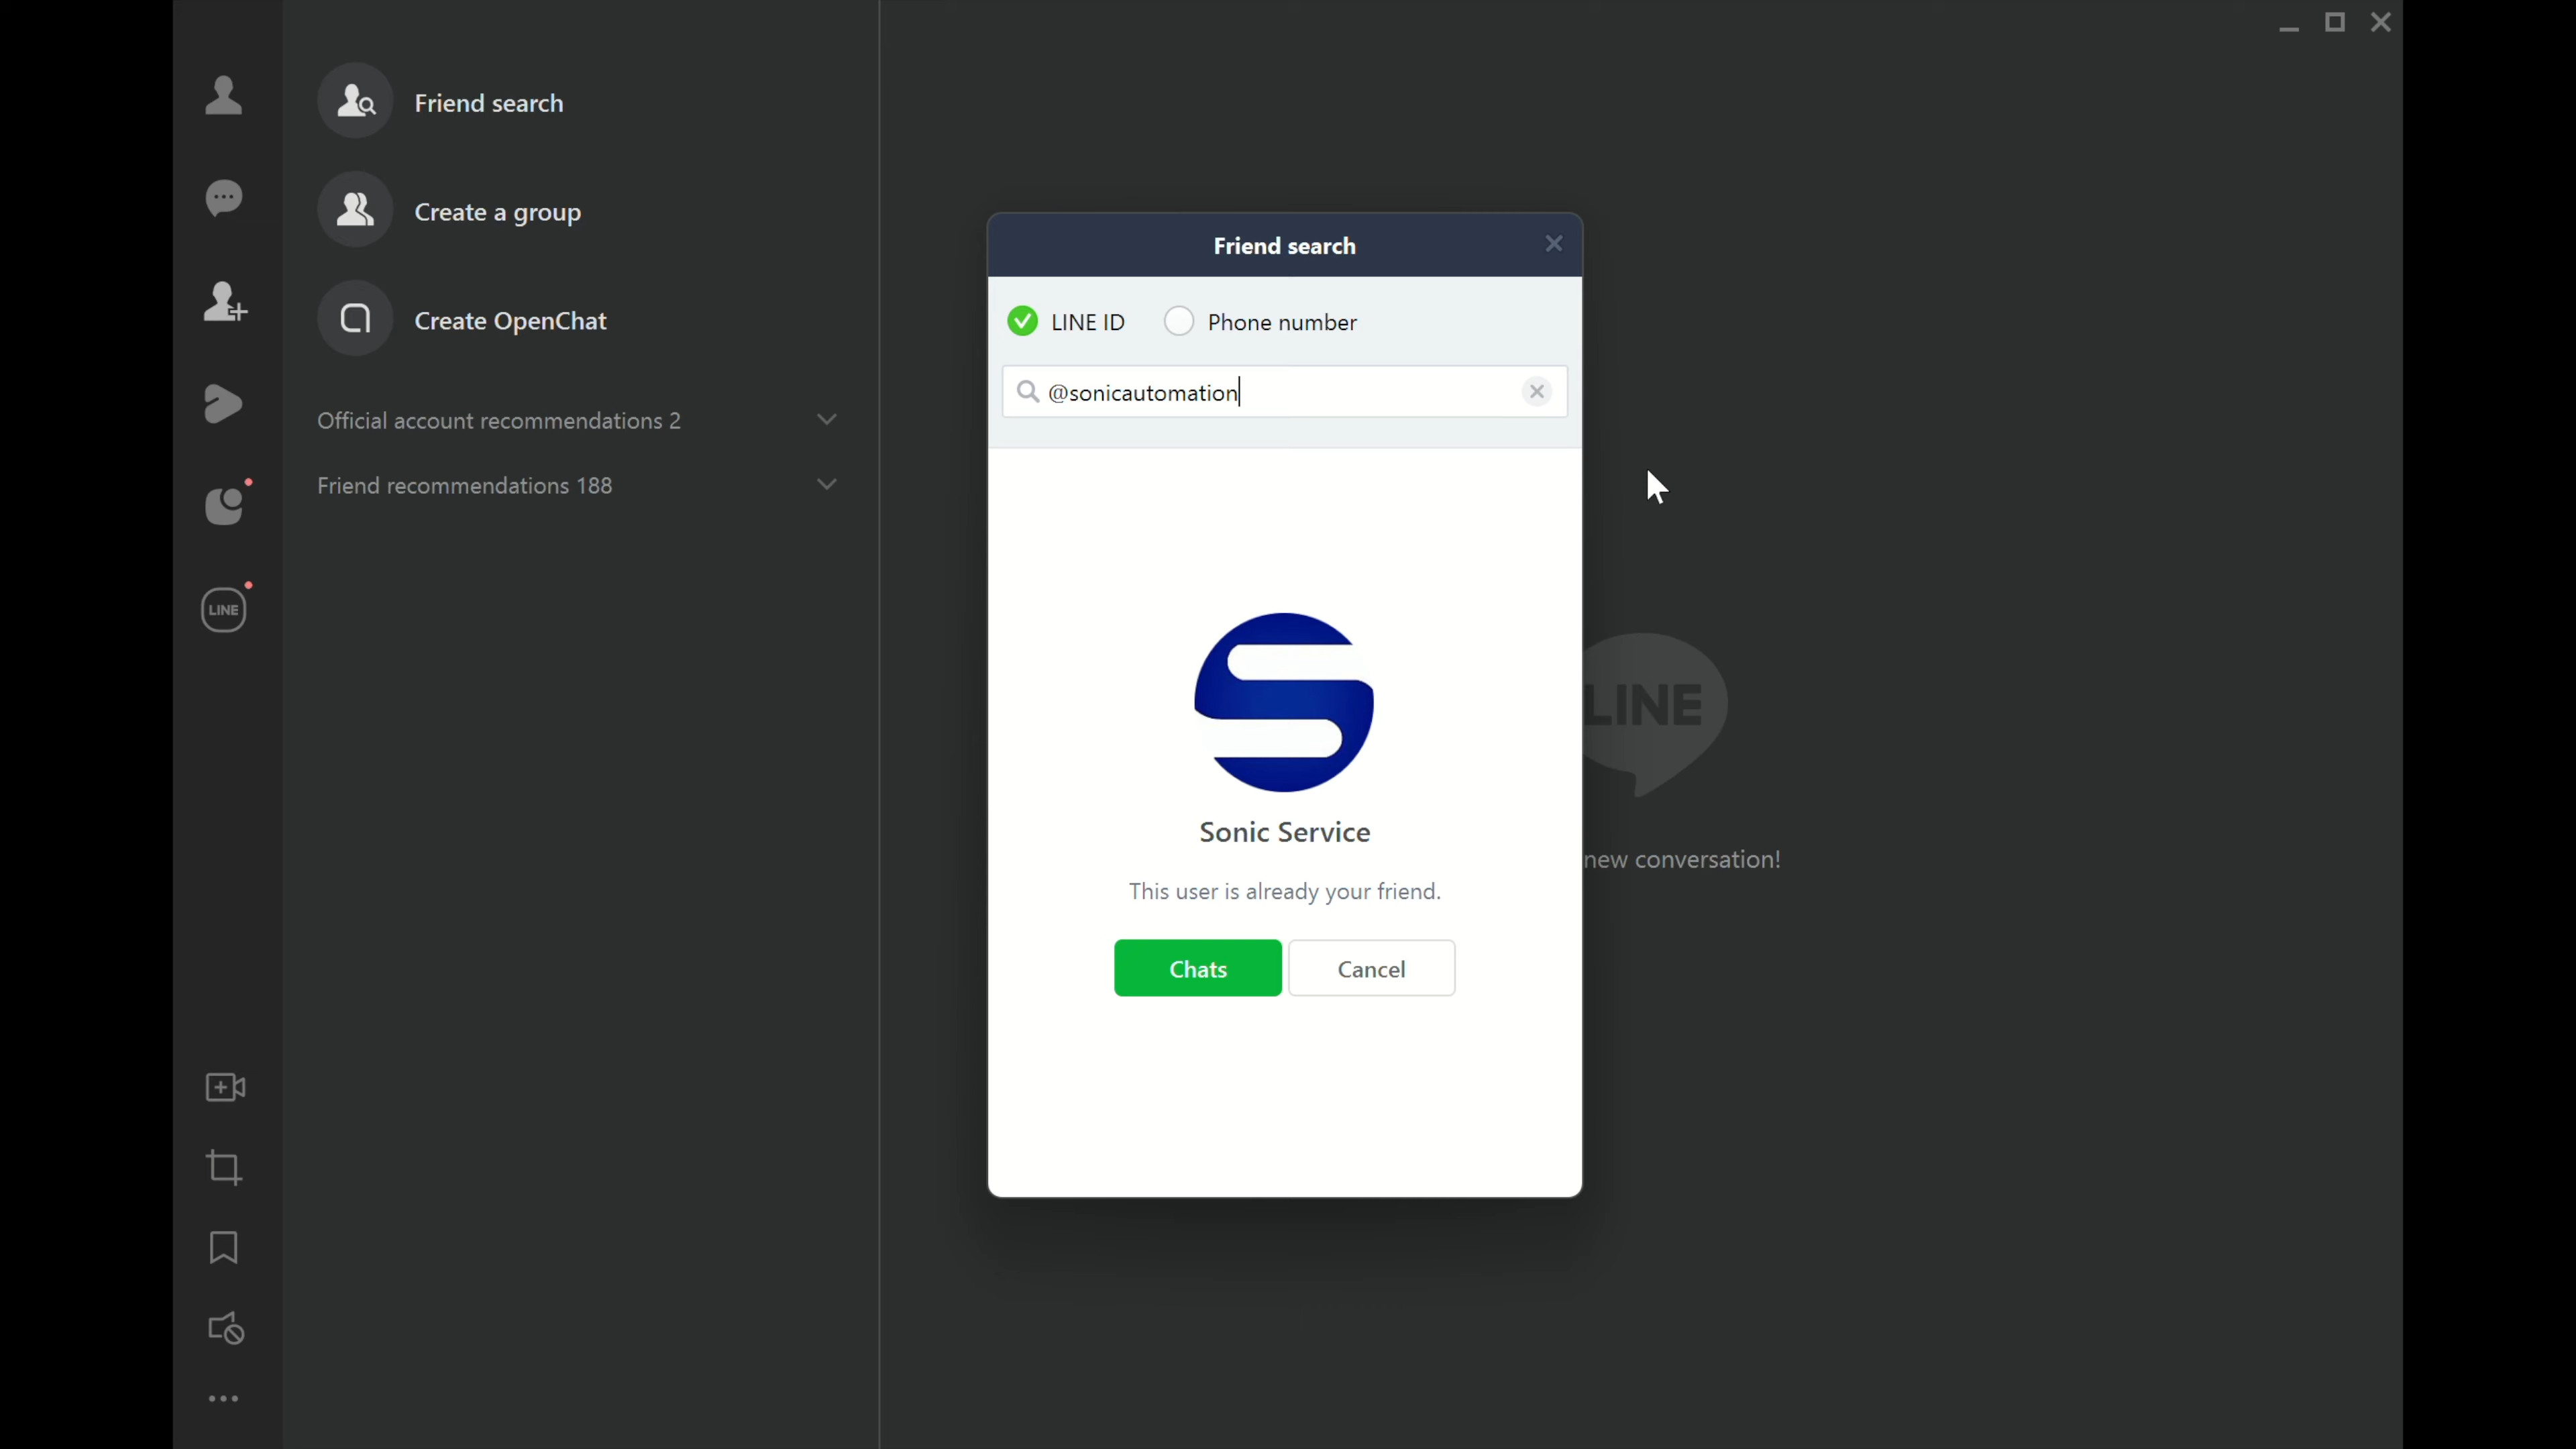 Friend search
Create a group
Create OpenChat
Official account recommendations 2
Friend recommendations 188
LINE
Friend search
LINE ID
Phone number
@sonicautomation
Sonic Service
This user is already your friend.
Chats
Cancel
LINE
new conversation!